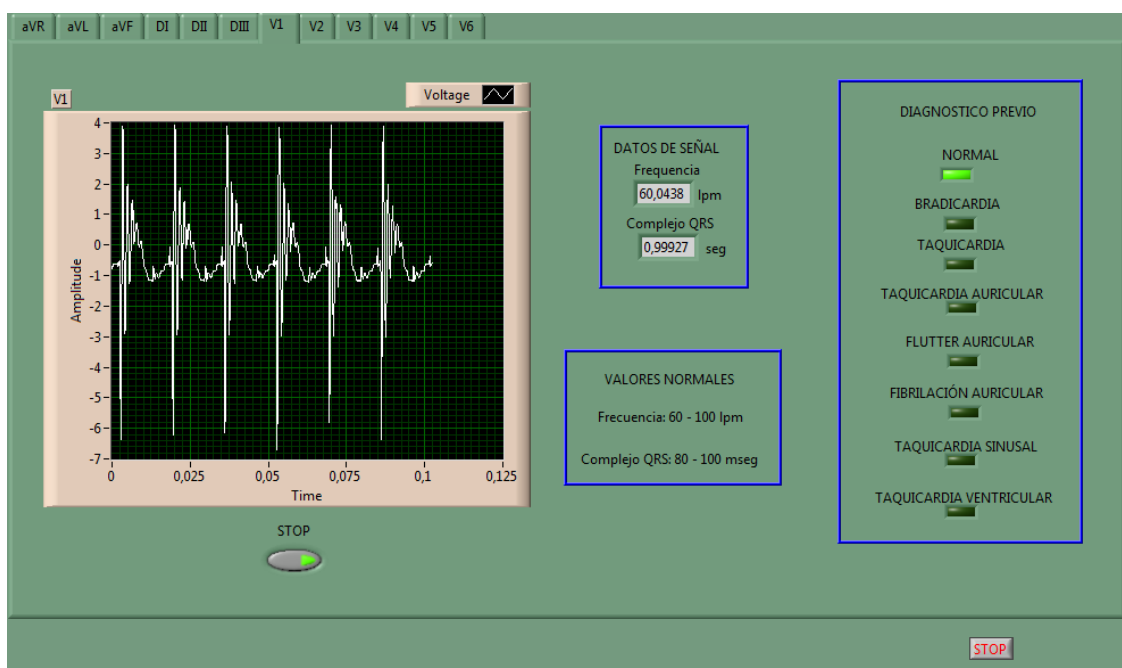 aVR aVL aVF DI DII DIII V1 V2 V3 V4 V5 V6
V1
Voltage
Amplitude
4
3
2
1
0
-1
-2
-3
-4
-5
-6
-7
0 0,025 0,05 0,075 0,1 0,125
Time
STOP
DATOS DE SEÑAL
Frequencia
60,0438 lpm
Complejo QRS
0,99927 seg
VALORES NORMALES
Frecuencia: 60 - 100 lpm
Complejo QRS: 80 - 100 mseg
DIAGNOSTICO PREVIO
NORMAL
BRADICARDIA
TAQUICARDIA
TAQUICARDIA AURICULAR
FLUTTER AURICULAR
FIBRILACIÓN AURICULAR
TAQUICARDIA SINUSAL
TAQUICARDIA VENTRICULAR
STOP